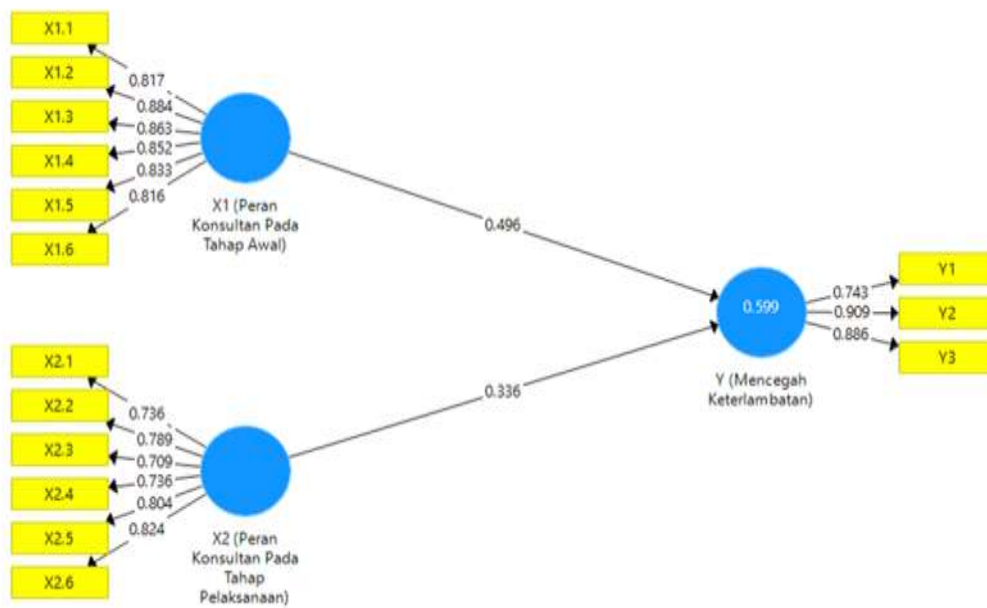 X1.1
X1.2
X1.3
X1.4
X1.5
X1.6
0.817
0.884
0.863
0.852
0.833
0.816
X1 (Peran
Konsultan Pada
Tahap Awal)
0.496
X2.1
X2.2
X2.3
X2.4
X2.5
X2.6
0.736
0.789
0.709
0.736
0.804
0.824
X2 (Peran
Konsultan Pada
Tahap
Pelaksanaan)
0.336
0.599
Y (Mencegah
Keterlambatan)
0.743
0.909
0.886
Y1
Y2
Y3